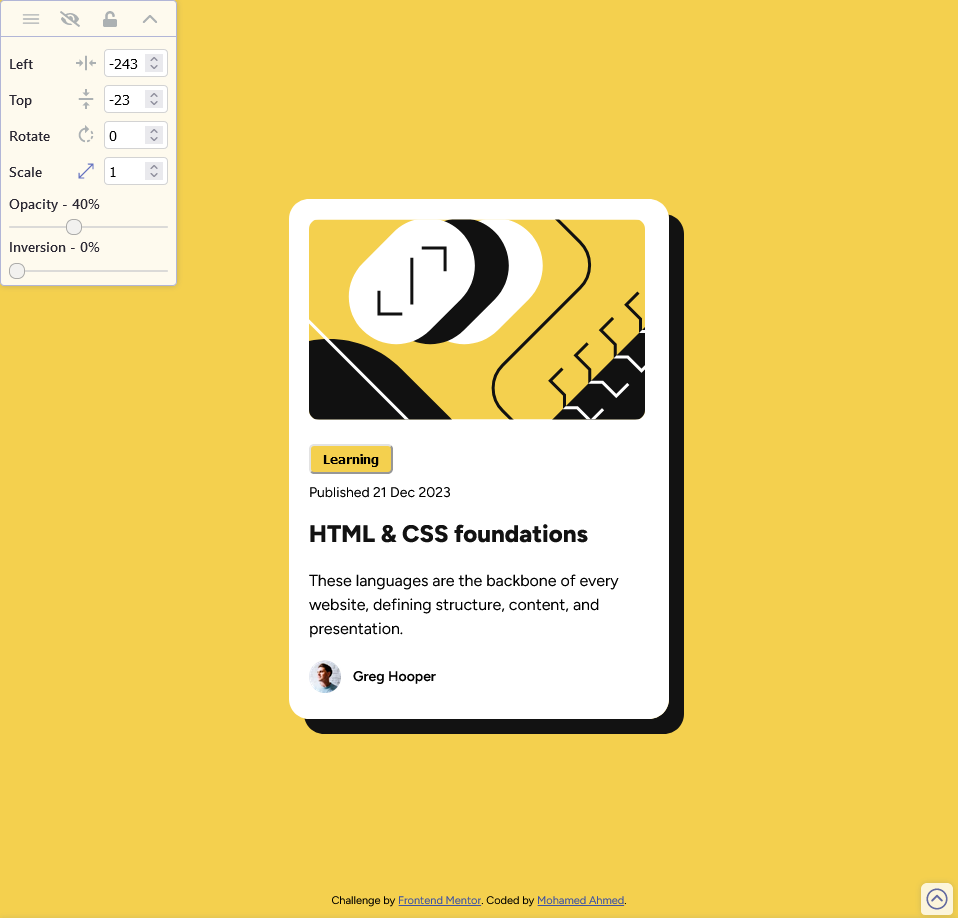 Left -243
Top -23
Rotate 0
Scale 1
Opacity - 40%
Inversion - 0%
Learning
Published 21 Dec 2023
HTML & CSS foundations
These languages are the backbone of every
website, defining structure, content, and
presentation.
Greg Hooper
Challenge by Frontend Mentor. Coded by Mohamed Ahmed.